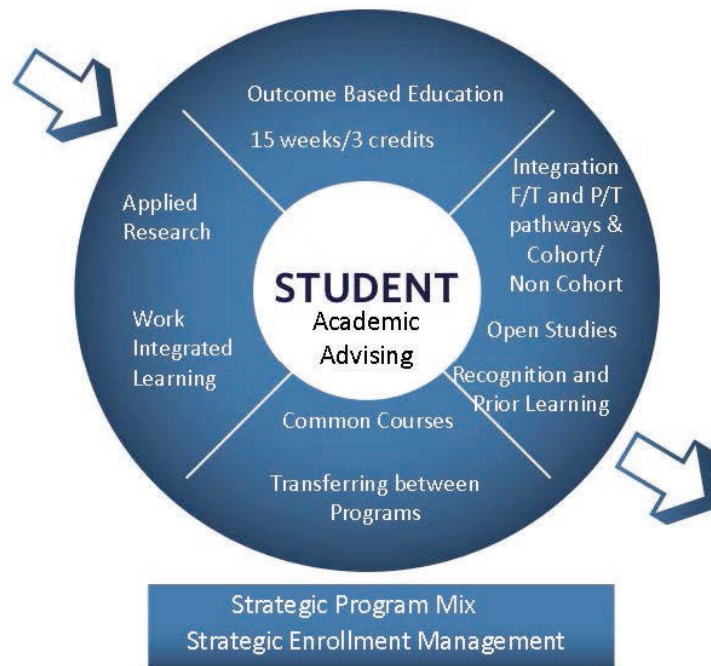 Outcome Based Education
15 weeks/3 credits
Integration
F/T and P/T
pathways &
Cohort/
Non Cohort
Open Studies
Recognition and
Prior Learning
Applied
Research
Work
Integrated
Learning
STUDENT
Academic
Advising
Common Courses
Transferring between
Programs
Strategic Program Mix
Strategic Enrollment Management